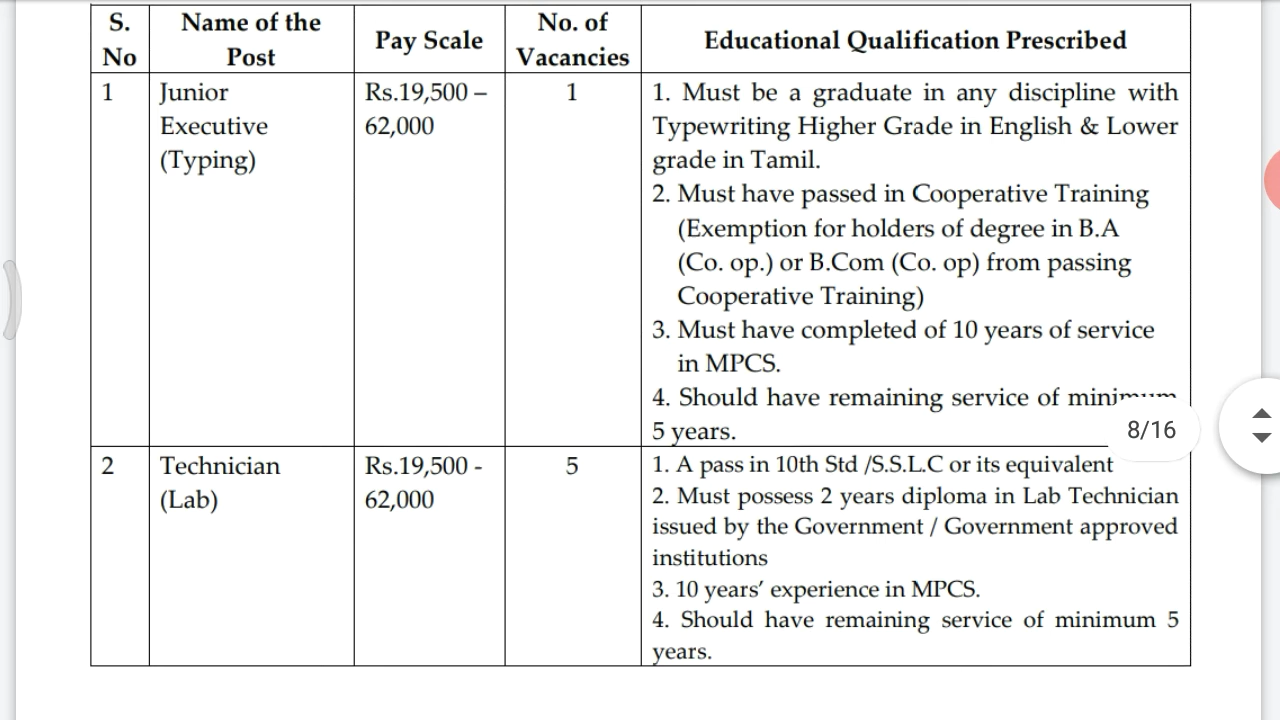 S. No
Name of the Post
Pay Scale
No. of Vacancies
Educational Qualification Prescribed
1
Junior
Executive
(Typing)
Rs.19,500 –
62,000
1
1. Must be a graduate in any discipline with
Typewriting Higher Grade in English & Lower
grade in Tamil.
2. Must have passed in Cooperative Training
(Exemption for holders of degree in B.A
(Co. op.) or B.Com (Co. op) from passing
Cooperative Training)
3. Must have completed of 10 years of service
in MPCS.
4. Should have remaining service of minimum
5 years.
8/16
2
Technician
(Lab)
Rs.19,500 -
62,000
5
1. A pass in 10th Std /S.S.L.C or its equivalent
2. Must possess 2 years diploma in Lab Technician
issued by the Government / Government approved
institutions
3. 10 years’ experience in MPCS.
4. Should have remaining service of minimum 5
years.